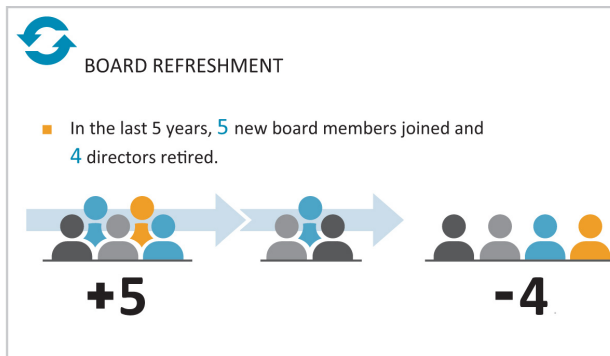 BOARD REFRESHMENT
In the last 5 years, 5 new board members joined and
4 directors retired.
+5
-4